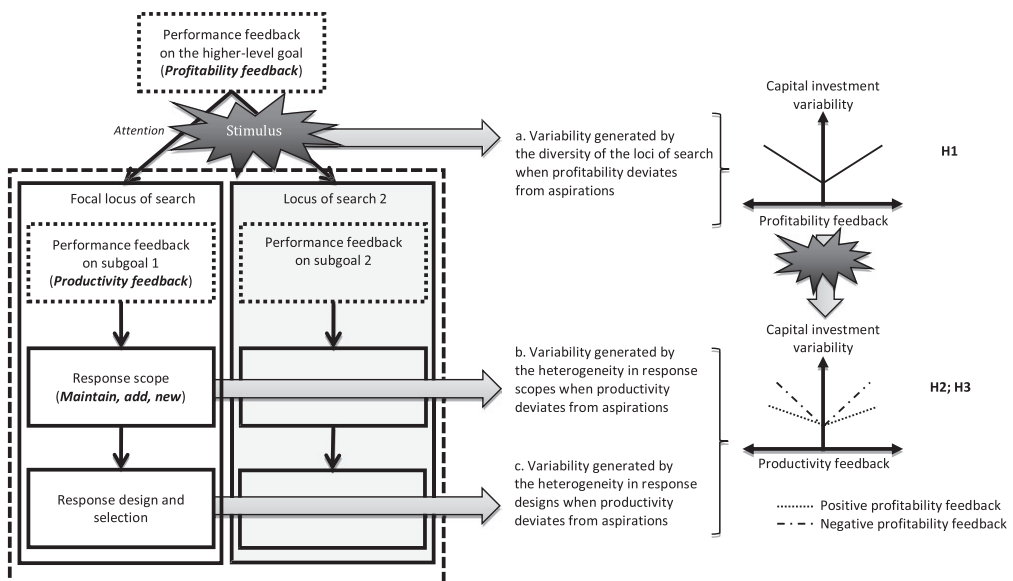 Performance feedback
on the higher-level goal
(Profitability feedback)
Attention
Stimulus
Focal locus of search
Performance feedback
on subgoal 1
(Productivity feedback)
Response scope
(Maintain, add, new)
Response design and
selection
Locus of search 2
Performance feedback
on subgoal 2
a. Variability generated by
the diversity of the loci of search
when profitability deviates
from aspirations
b. Variability generated by
the heterogeneity in response
scopes when productivity
deviates from aspirations
c. Variability generated by
the heterogeneity in response
designs when productivity
deviates from aspirations
Capital investment
variability
H1
Profitability feedback
Capital investment
variability
H2; H3
Productivity feedback
Positive profitability feedback
Negative profitability feedback